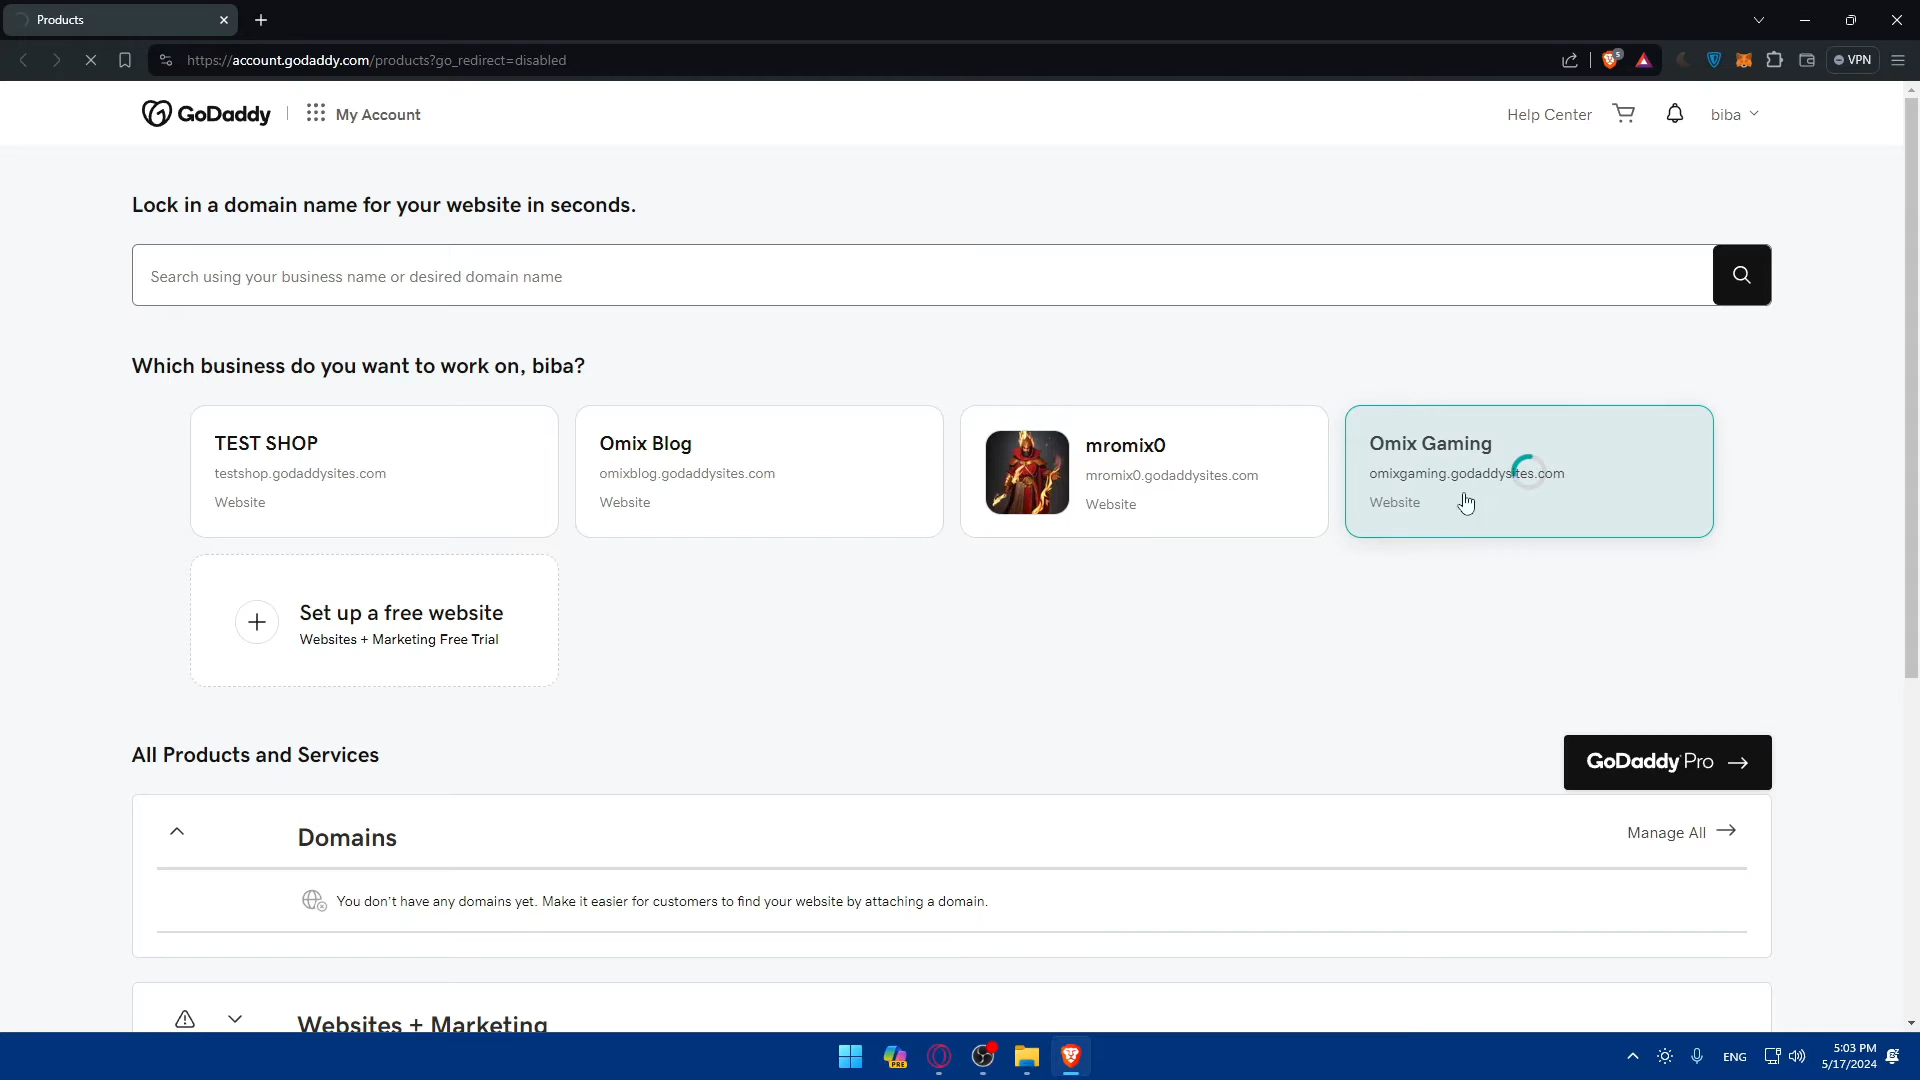 Products
https://account.godaddy.com/products?go_redirect=disabled
5
VPN
GoDaddy
My Account
Help Center
biba
Lock in a domain name for your website in seconds.
Search using your business name or desired domain name
Which business do you want to work on, biba?
TEST SHOP
testshop.godaddysites.com
Website
Omix Blog
omixblog.godaddysites.com
Website
mromix0
mromix0.godaddysites.com
Website
Omix Gaming
omixgaming.godaddysites.com
Website
Set up a free website
Websites + Marketing Free Trial
All Products and Services
GoDaddy Pro
Domains
Manage All
You don't have any domains yet. Make it easier for customers to find your website by attaching a domain.
Websites + Marketing
PRE
ENG
5:03 PM
5/17/2024